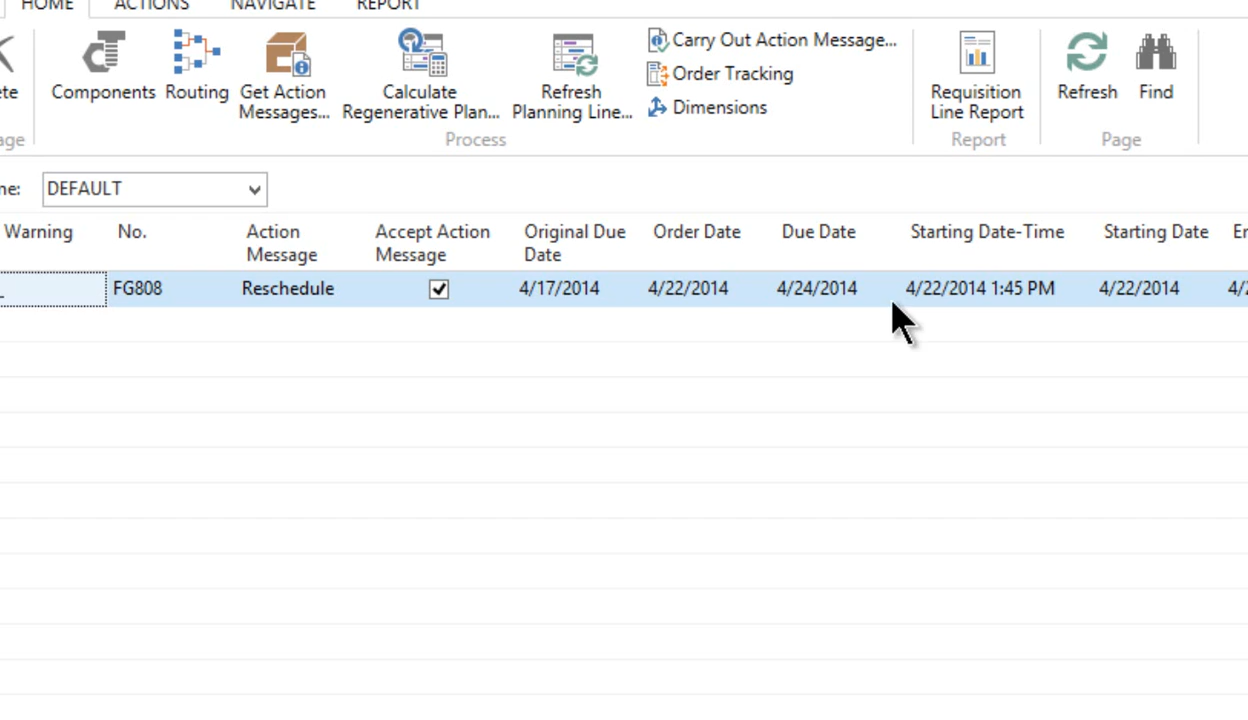 HOME ACTIONS NAVIGATE REPORT
Components Routing Get Action Messages... Calculate Regenerative Plan... Refresh Planning Line...
Carry Out Action Message...
Order Tracking
Dimensions
Requisition Line Report
Refresh Find
Process Report Page
DEFAULT
Warning No. Action Message Accept Action Message Original Due Date Order Date Due Date Starting Date-Time Starting Date
FG808 Reschedule 4/17/2014 4/22/2014 4/24/2014 4/22/2014 1:45 PM 4/22/2014